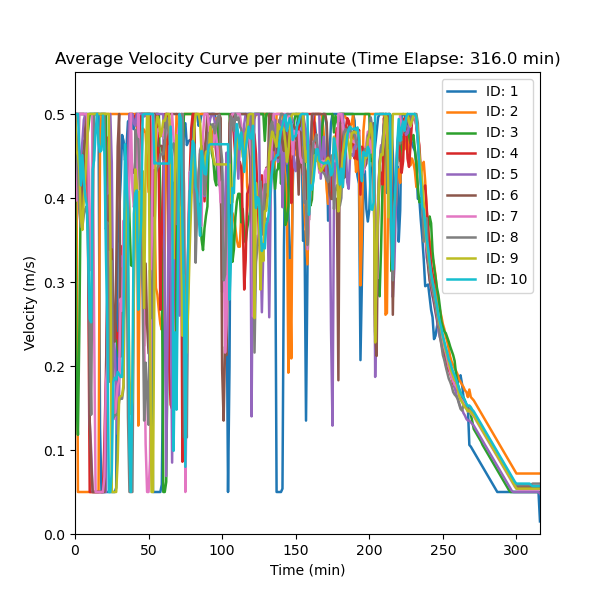 Average Velocity Curve per minute (Time Elapse: 316.0 min)
Velocity (m/s)
0.5
0.4
0.3
0.2
0.1
0.0
ID: 1
ID: 2
ID: 3
ID: 4
ID: 5
ID: 6
ID: 7
ID: 8
ID: 9
ID: 10
0 50 100 150 200 250 300
Time (min)